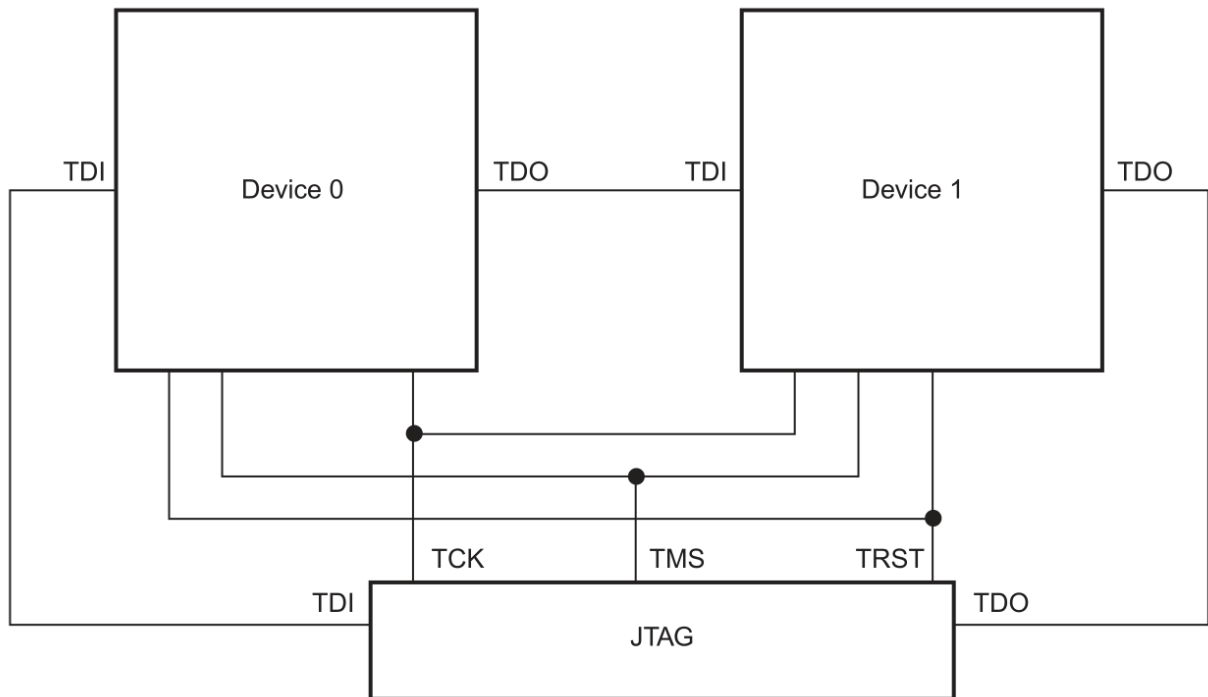 TDI
Device 0
TDO
TDI
Device 1
TDO
TCK
TMS
TRST
TDI
JTAG
TDO